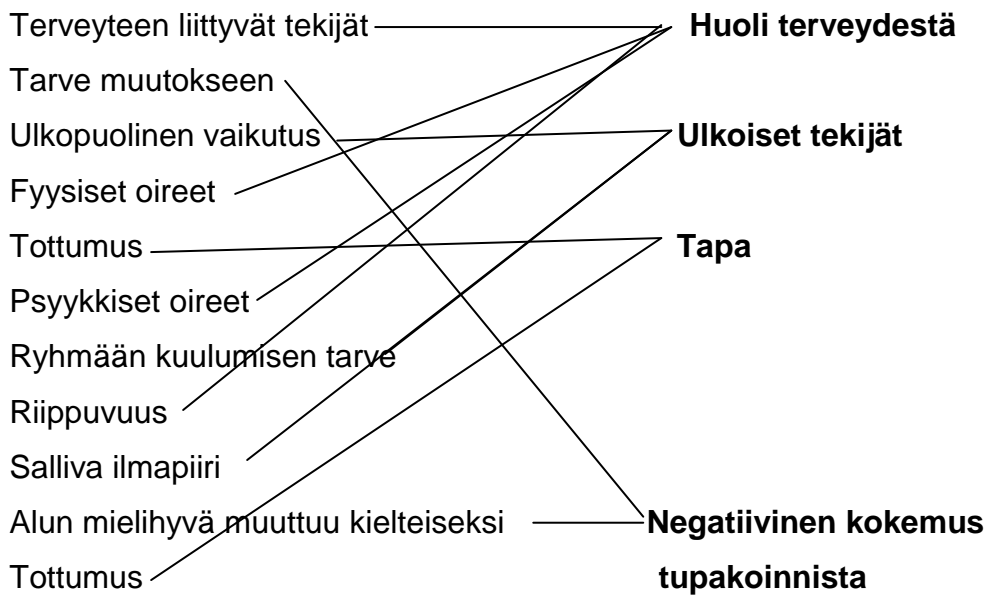 Terveyteen liittyvät tekijät Huoli terveydestä
Tarve muutokseen
Ulkopuolinen vaikutus Ulkoiset tekijät
Fyysiset oireet
Tottumus Tapa
Psyykkiset oireet
Ryhmään kuulumisen tarve
Riippuvuus
Salliva ilmapiiri
Alun mielihyvä muuttuu kielteiseksi Negatiivinen kokemus
Tottumus tupakoinnista